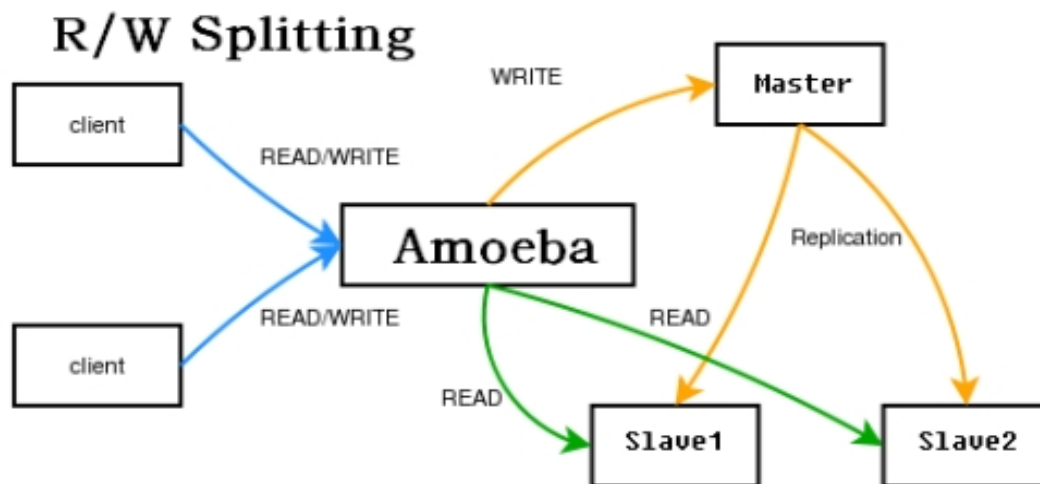 R/W Splitting
WRITE
Master
client
READ/WRITE
Amoeba
Replication
READ/WRITE
READ
client
READ
Slave1
Slave2